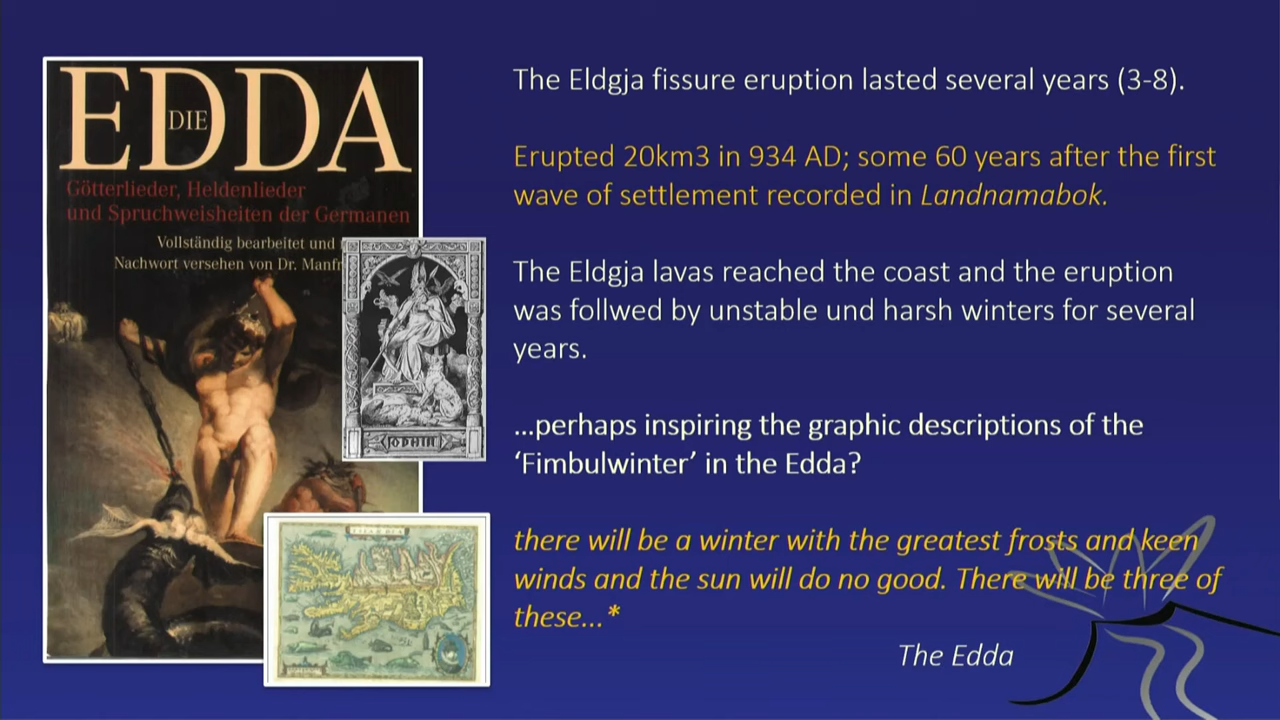 EDDA
DIE
Götterlieder, Heldenlieder
und Spruchweisheiten der Germanen
Vollständig bearbeitet und
Nachwort versehen von Dr. Manfr
The Eldgja fissure eruption lasted several years (3-8).
Erupted 20km3 in 934 AD; some 60 years after the first
wave of settlement recorded in Landnamabok.
The Eldgja lavas reached the coast and the eruption
was follwed by unstable und harsh winters for several
years.
...perhaps inspiring the graphic descriptions of the
‘Fimbulwinter’ in the Edda?
there will be a winter with the greatest frosts and keen
winds and the sun will do no good. There will be three of
these...*
The Edda